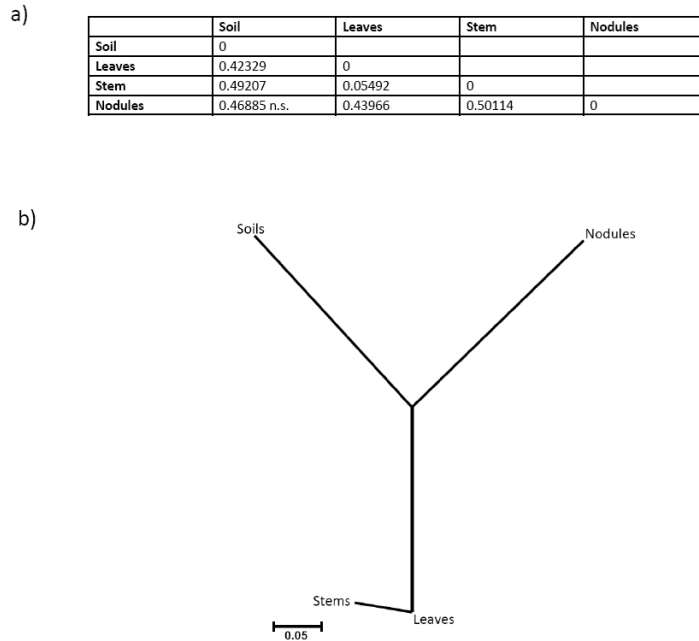 a)
Soil Leaves Stem Nodules
Soil 0
Leaves 0.42329 0
Stem 0.49207 0.05492 0
Nodules 0.46885 n.s. 0.43966 0.50114 0
b)
Soils
Nodules
Stems
Leaves
0.05